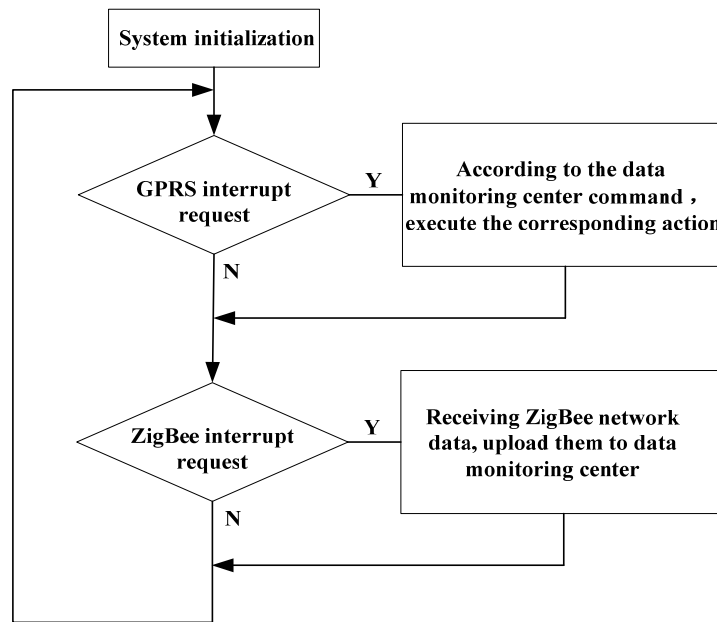 System initialization
GPRS interrupt
request
Y
According to the data
monitoring center command，
execute the corresponding action
N
ZigBee interrupt
request
Y
Receiving ZigBee network
data, upload them to data
monitoring center
N